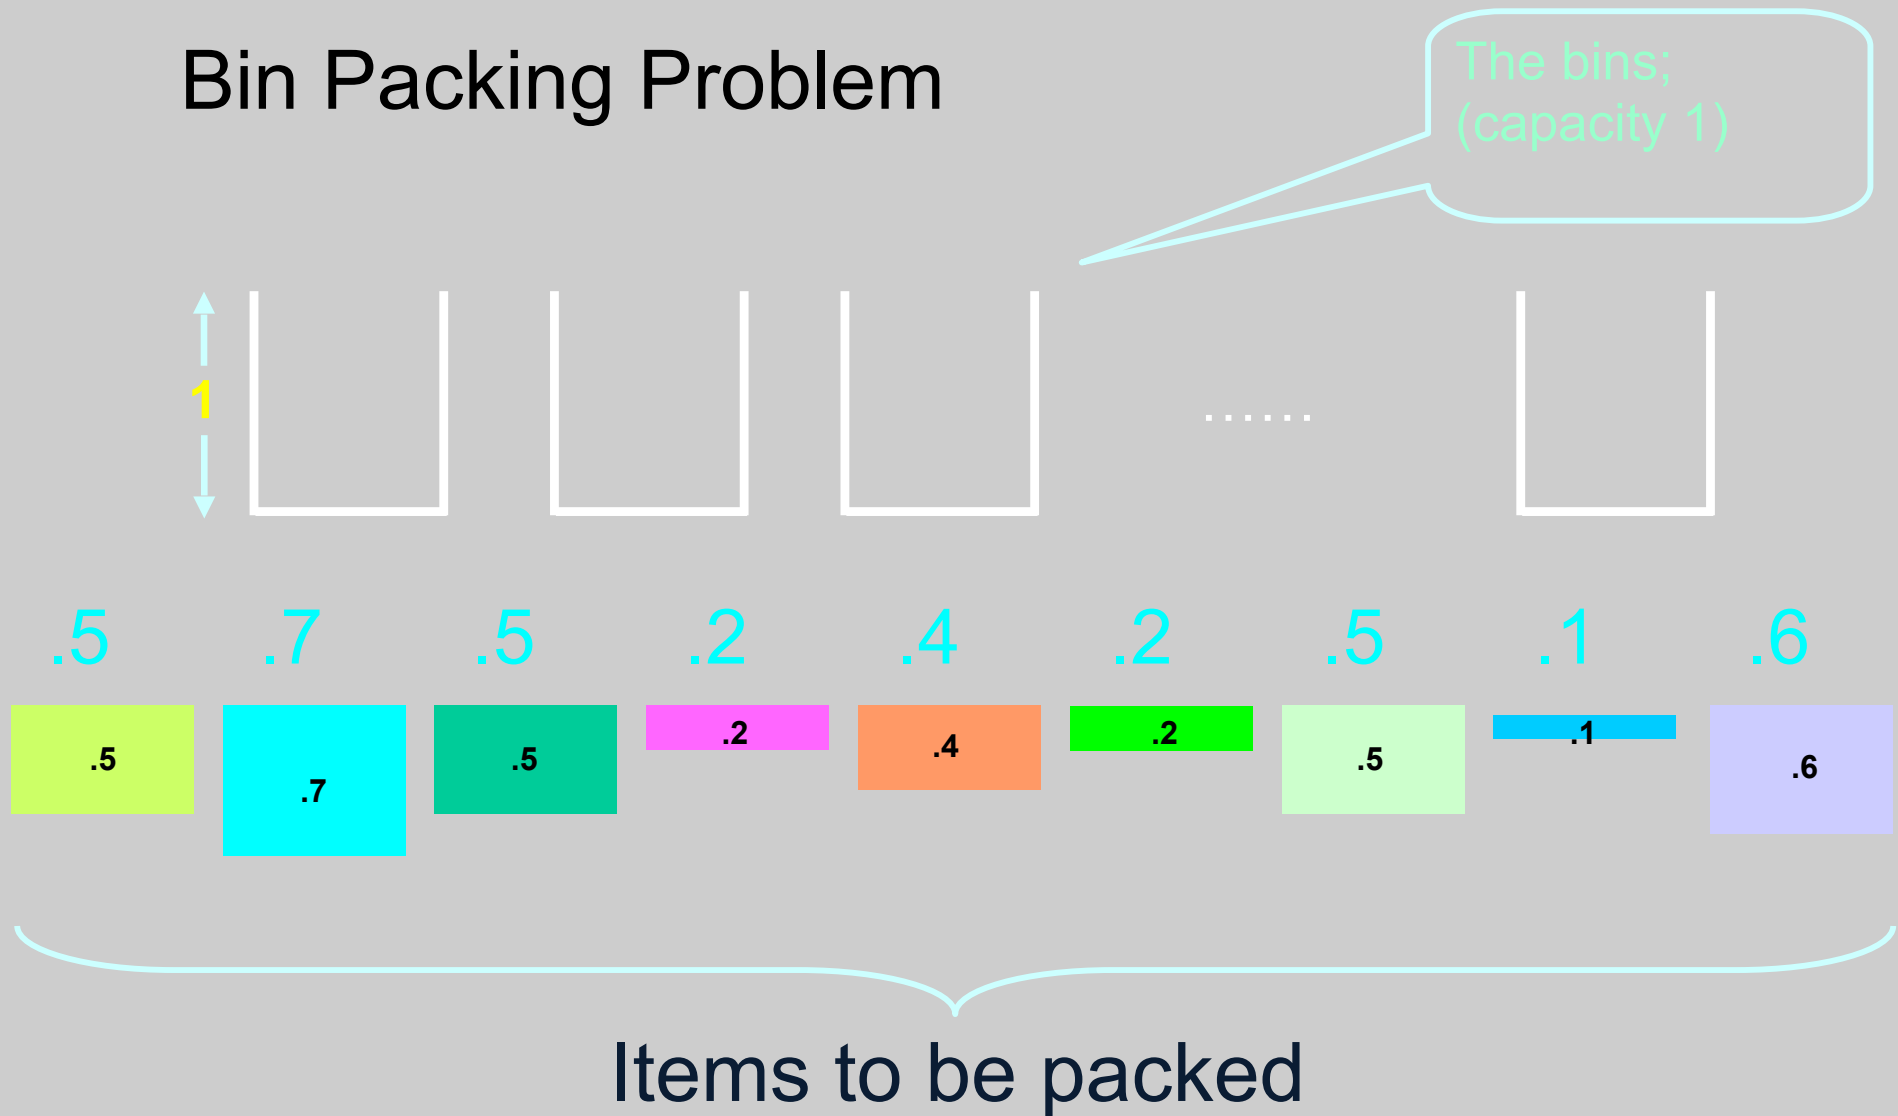 Bin Packing Problem
The bins;
(capacity 1)
1
......
.5 .7 .5 .2 .4 .2 .5 .1 .6
.5 .7 .5 .2 .4 .2 .5 .1 .6
Items to be packed